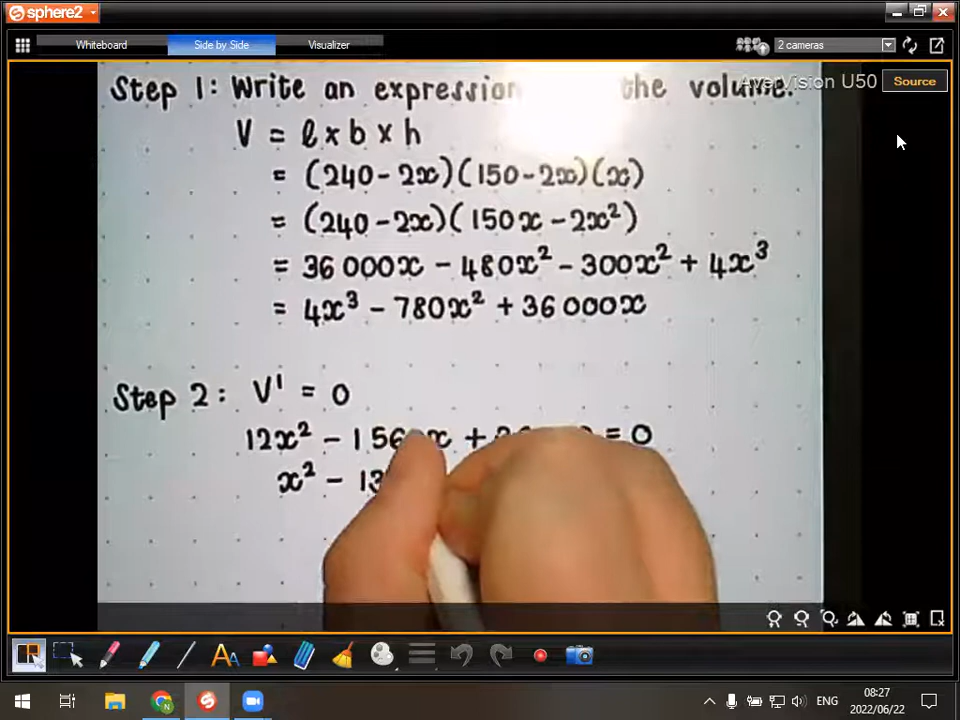 sphere2
Whiteboard
Side by Side
Visualizer
2 cameras
AverVision U50
Source
Step 1: Write an expression the volume.
V = l × b × h
= (240 - 2x)(150 - 2x)(x)
= (240 - 2x)(150x - 2x²)
= 36 000x - 480x² - 300x² + 4x³
= 4x³ - 780x² + 36 000x
Step 2: V' = 0
12x² - 156 x + = 0
x² - 13
ENG
08:27
2022/06/22